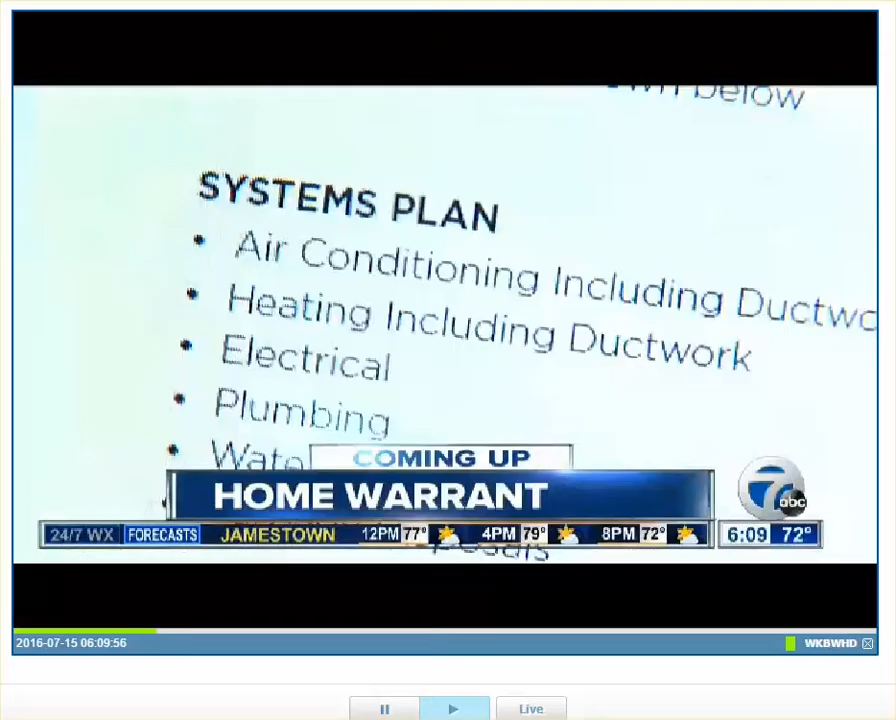 SYSTEMS PLAN
• Air Conditioning Including
• Heating Including Ductwork
• Electrical
• Plumbing
COMING UP
HOME WARRANT
7 abc
24/7 WX FORECASTS JAMESTOWN 12PM 77° 4PM 79° 8PM 72° 6:09 72°
2016-07-15 06:09:56 WKBWHD
Live